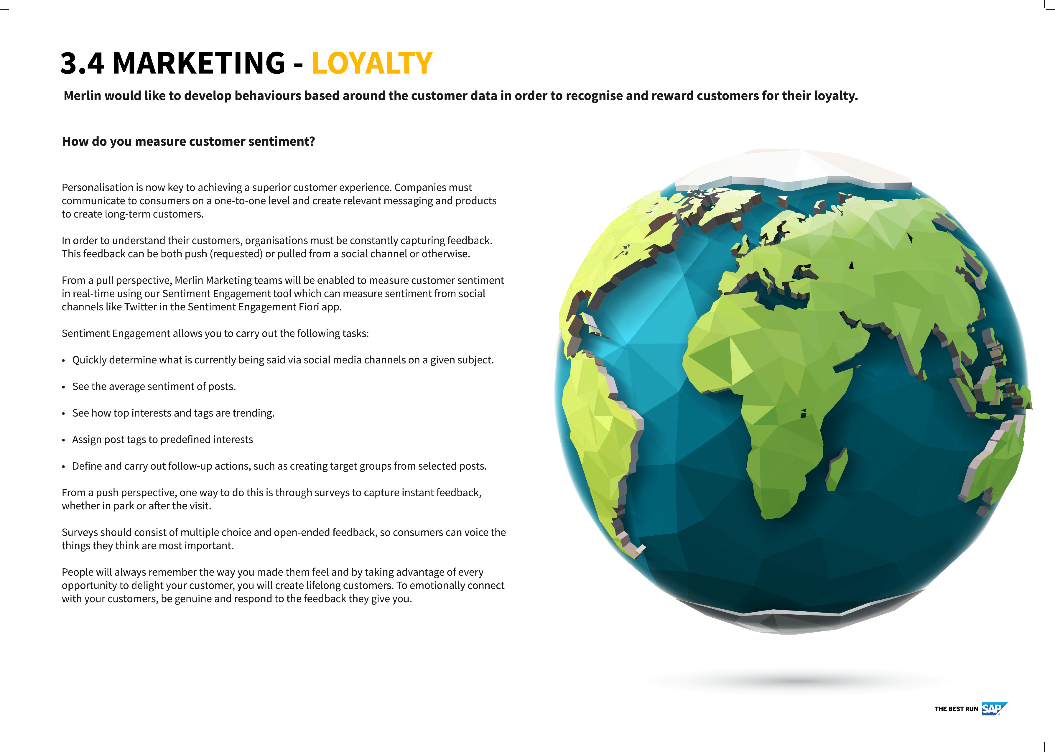 3.4 MARKETING - LOYALTY
Merlin would like to develop behaviours based around the customer data in order to recognise and reward customers for their loyalty.
How do you measure customer sentiment?
Personalisation is now key to achieving a superior customer experience. Companies must
communicate to consumers on a one-to-one level and create relevant messaging and products
to create long-term customers.
In order to understand their customers, organisations must be constantly capturing feedback.
This feedback can be both push (requested) or pulled from a social channel or otherwise.
From a pull perspective, Merlin Marketing teams will be enabled to measure customer sentiment
in real-time using our Sentiment Engagement tool which can measure sentiment from social
channels like Twitter in the Sentiment Engagement Fiori app.
Sentiment Engagement allows you to carry out the following tasks:
• Quickly determine what is currently being said via social media channels on a given subject.
• See the average sentiment of posts.
• See how top interests and tags are trending.
• Assign post tags to predefined interests
• Define and carry out follow-up actions, such as creating target groups from selected posts.
From a push perspective, one way to do this is through surveys to capture instant feedback,
whether in park or after the visit.
Surveys should consist of multiple choice and open-ended feedback, so consumers can voice the
things they think are most important.
People will always remember the way you made them feel and by taking advantage of every
opportunity to delight your customer, you will create lifelong customers. To emotionally connect
with your customers, be genuine and respond to the feedback they give you.
THE BEST RUN SAP